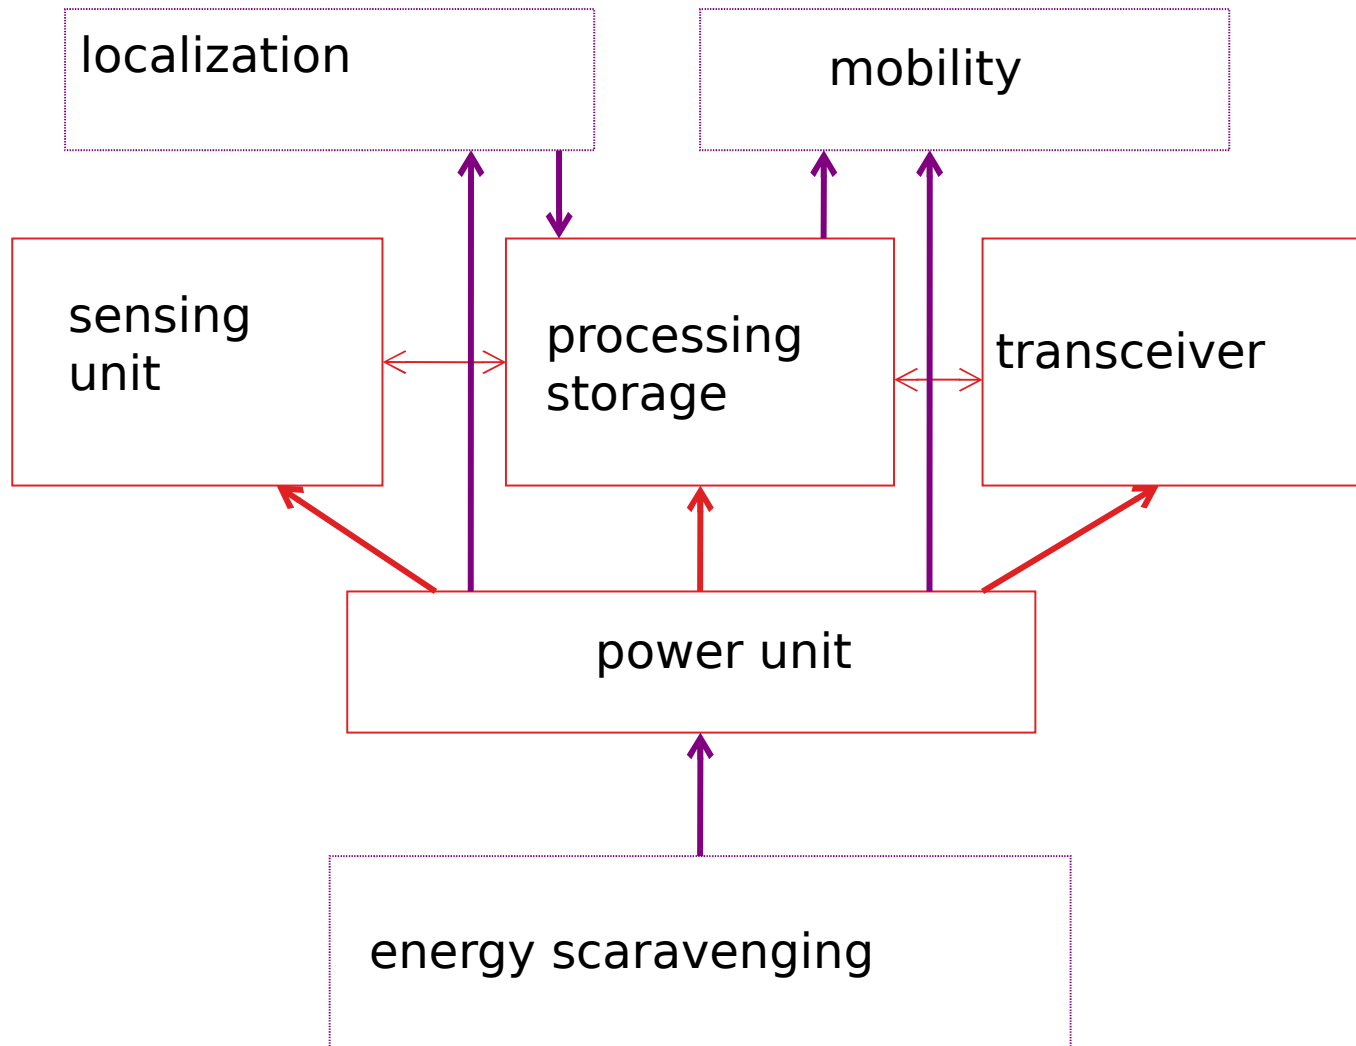 localization
mobility
sensing
unit
processing
storage
transceiver
power unit
energy scaravenging